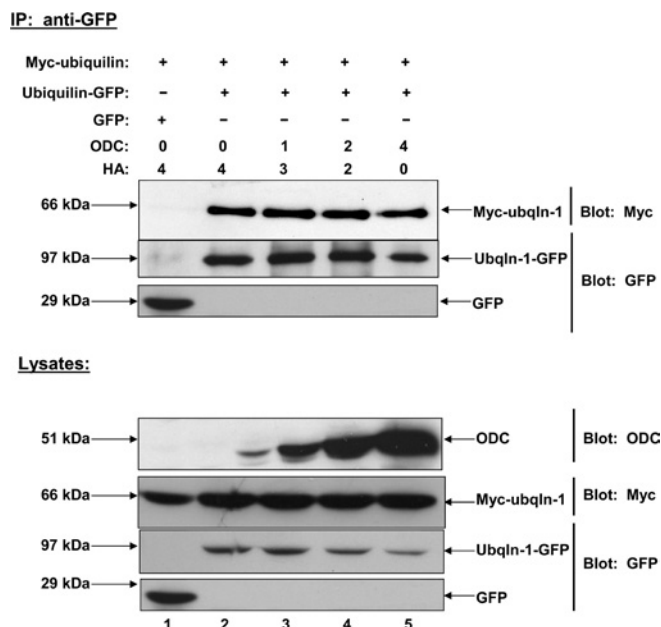 IP: anti-GFP
Myc-ubiquilin: + + + + +
Ubiquilin-GFP: – + + + +
GFP: + – – – –
ODC: 0 0 1 2 4
HA: 4 4 3 2 0
66 kDa Myc-ubqln-1 Blot: Myc
97 kDa Ubqln-1-GFP
Blot: GFP
29 kDa GFP
Lysates:
51 kDa ODC Blot: ODC
66 kDa Myc-ubqln-1 Blot: Myc
97 kDa Ubqln-1-GFP
Blot: GFP
29 kDa GFP
1 2 3 4 5